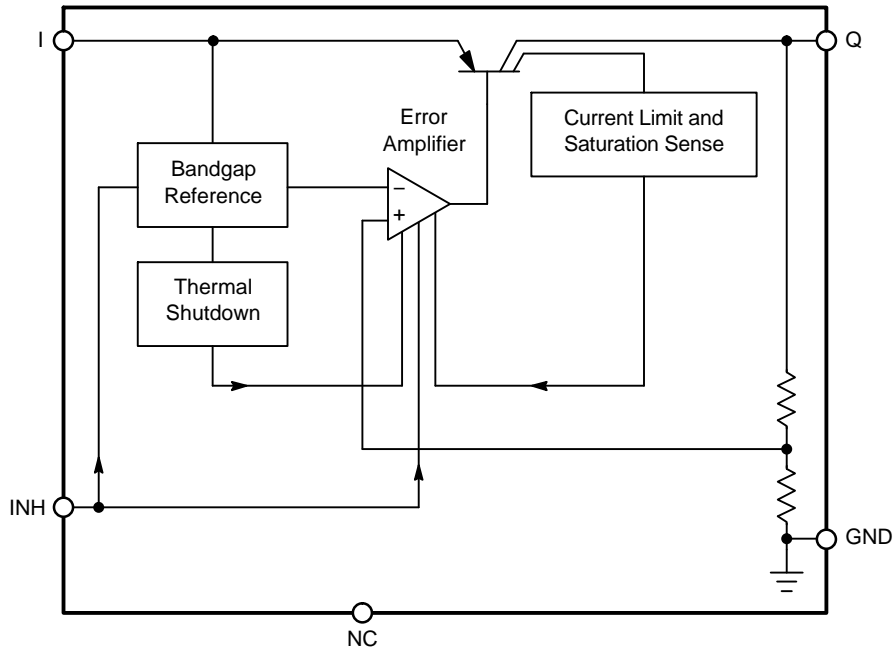 I
Q
Error
Amplifier
Current Limit and
Saturation Sense
Bandgap
Reference
−
+
Thermal
Shutdown
INH
GND
NC